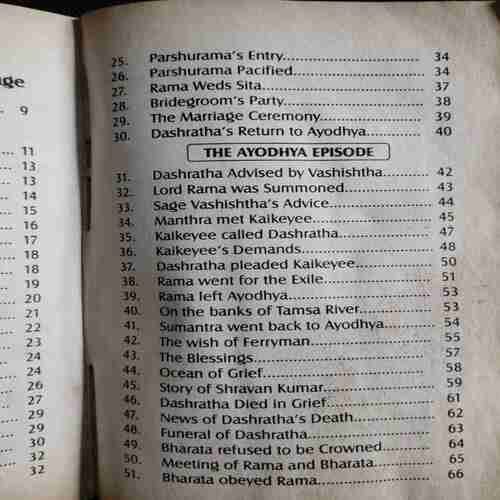 ge
9
11
13
13
14
15
16
17
18
18
19
20
21
22
23
24
24
26
27
29
29
30
32
32
25. Parshurama's Entry 34
26. Parshurama Pacified 34
27. Rama Weds Sita 37
28. Bridegroom's Party 38
29. The Marriage Ceremony 39
30. Dashratha's Return to Ayodhya 40
THE AYODHYA EPISODE
31. Dashratha Advised by Vashishtha 42
32. Lord Rama was Summoned 43
33. Sage Vashishtha's Advice 44
34. Manthra met Kaikeyee 45
35. Kaikeyee called Dashratha 47
36. Kaikeyee's Demands 48
37. Dashratha pleaded Kaikeyee 50
38. Rama went for the Exile 51
39. Rama left Ayodhya 53
40. On the banks of Tamsa River 53
41. Sumantra went back to Ayodhya 54
42. The wish of Ferryman 55
43. The Blessings 57
44. Ocean of Grief 58
45. Story of Shravan Kumar 59
46. Dashratha Died in Grief 61
47. News of Dashratha's Death 62
48. Funeral of Dashratha 63
49. Bharata refused to be Crowned 64
50. Meeting of Rama and Bharata 65
51. Bharata obeyed Rama 66